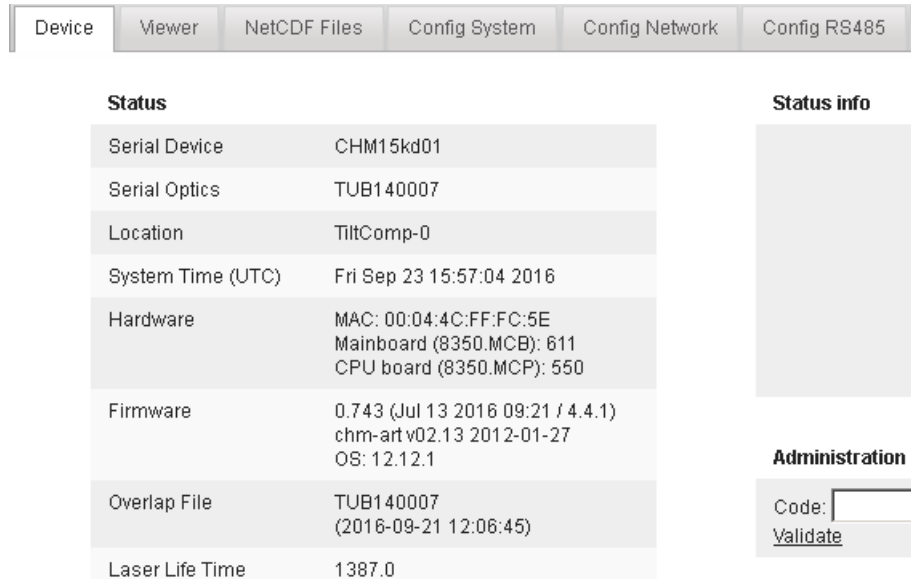 Device Viewer NetCDF Files Config System Config Network Config RS485
Status
Serial Device CHM15kd01
Serial Optics TUB140007
Location TiltComp-0
System Time (UTC) Fri Sep 23 15:57:04 2016
Hardware MAC: 00:04:4C:FF:FC:5E
Mainboard (8350.MCB): 611
CPU board (8350.MCP): 550
Firmware 0.743 (Jul 13 2016 09:21 / 4.4.1)
chm-art v02.13 2012-01-27
OS: 12.12.1
Overlap File TUB140007
(2016-09-21 12:06:45)
Laser Life Time 1387.0
Status info
Administration
Code:
Validate